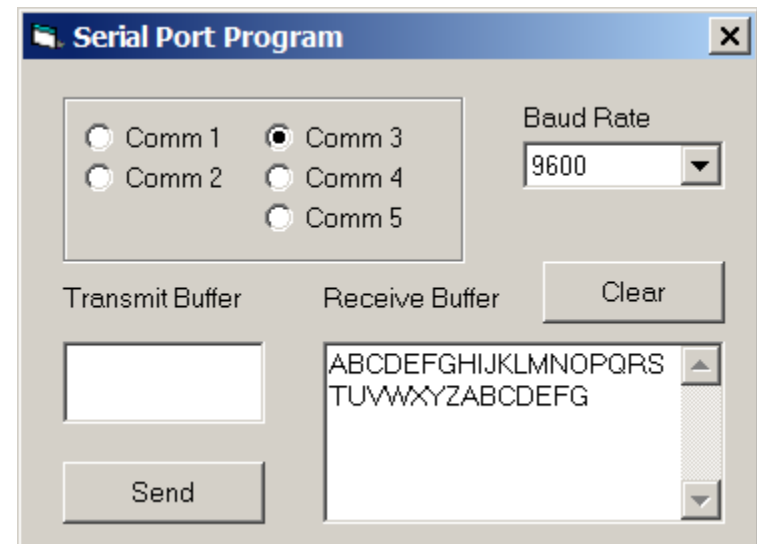 Serial Port Program
Comm 1
Comm 2
Comm 3
Comm 4
Comm 5
Baud Rate
9600
Transmit Buffer
Receive Buffer
Clear
ABCDEFGHIJKLMNOPQRS
TUVWXYZABCDEFG
Send